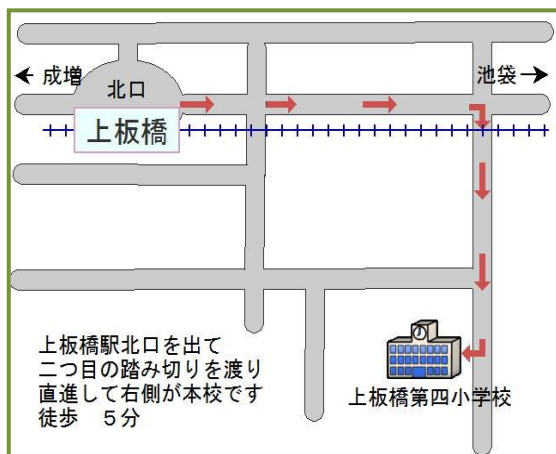 ← 成増
池袋 →
北口
上板橋
上板橋駅北口を出て
二つ目の踏み切りを渡り
直進して右側が本校です
徒歩　５分
上板橋第四小学校